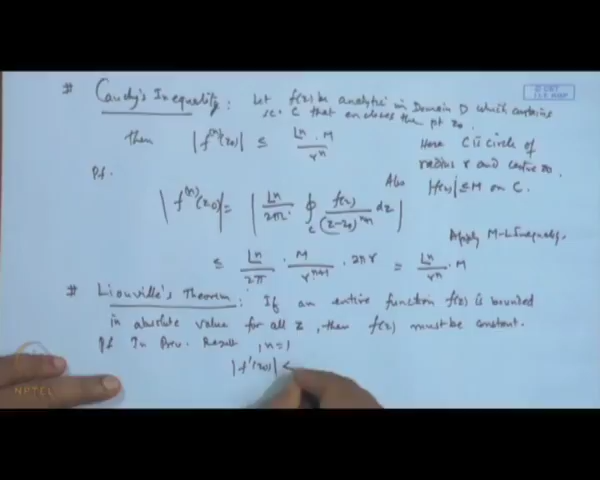 # Cauchy's Inequality : Let f(z) be analytic in Domain D which contains
s.c. C that encloses the pt z₀.
Then |f⁽ⁿ⁾(z₀)| ≤ Ln · M / rⁿ
Here C is circle of
radius r and centre z₀.
Also |f(z)| ≤ M on C.
Pf.
|f⁽ⁿ⁾(z₀)| = | Ln / 2πi ∮c f(z) / (z-z₀)ⁿ⁺¹ dz |
Apply M-L Inequality.
≤ Ln / 2π · M / rⁿ⁺¹ · 2πr = Ln / rⁿ · M
# Liouville's Theorem : If an entire function f(z) is bounded
in absolute value for all z, then f(z) must be constant.
Pf In Prev. Result, n=1
|f'(z₀)| <
NPTEL